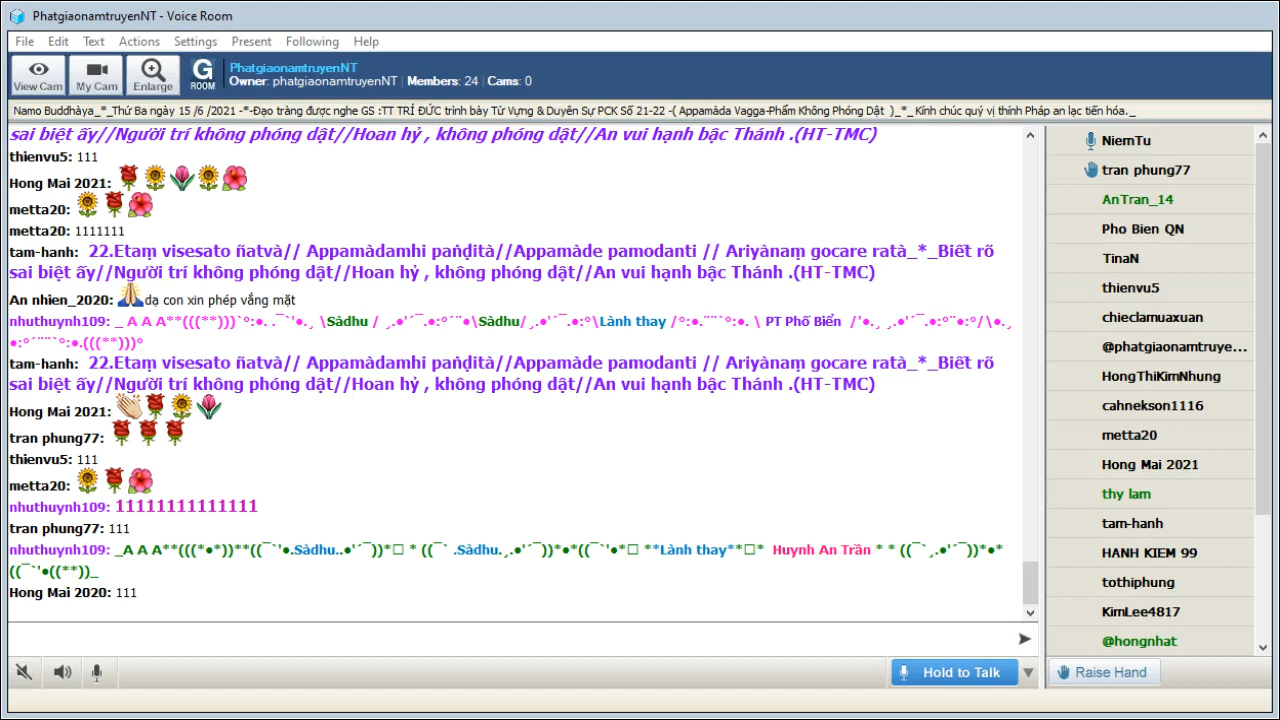 PhatgiaonamtruyenNT - Voice Room
File Edit Text Actions Settings Present Following Help
View Cam My Cam Enlarge G ROOM
PhatgiaonamtruyenNT
Owner: phatgiaonamtruyenNT Members: 24 Cams: 0
Namo Buddhàya_*_Thứ Ba ngày 15 /6 /2021 -*-Đạo tràng được nghe GS :TT TRÍ ĐỨC trình bày Từ Vựng & Duyên Sự PCK Số 21-22 -( Appamàda Vagga-Phẩm Không Phóng Dật )_*_ Kính chúc quý vị thính Pháp an lạc tiến hóa._
sai biệt ấy//Người trí không phóng dật//Hoan hỷ , không phóng dật//An vui hạnh bậc Thánh .(HT-TMC)
thienvu5: 111
Hong Mai 2021:
metta20:
metta20: 1111111
tam-hanh: 22.Etaṃ visesato ñatvà// Appamàdamhi paṅḍità//Appamàde pamodanti // Ariyànaṃ gocare ratà_*_Biết rõ
sai biệt ấy//Người trí không phóng dật//Hoan hỷ , không phóng dật//An vui hạnh bậc Thánh .(HT-TMC)
An nhien_2020: dạ con xin phép vắng mặt
nhuthuynh109: _ A A A**(((**)))`°:•. .¯`'•.¸ \Sàdhu / ¸.•'´¯.•:°´¨•\Sàdhu/¸.•'´¯.•:°\Lành thay /°:•.¨¨`°:•. \ PT Phố Biển /'•.¸ ¸.•'´¯.•:°¨•:°/\•.¸
•:°´¨¨`°:•.(((**)))°
tam-hanh: 22.Etaṃ visesato ñatvà// Appamàdamhi paṅḍità//Appamàde pamodanti // Ariyànaṃ gocare ratà_*_Biết rõ
sai biệt ấy//Người trí không phóng dật//Hoan hỷ , không phóng dật//An vui hạnh bậc Thánh .(HT-TMC)
Hong Mai 2021:
tran phung77:
thienvu5: 111
metta20:
nhuthuynh109: 11111111111111
tran phung77: 111
nhuthuynh109: _A A A**(((*•*))**((¯`'•.Sàdhu..•'´¯))*□ * ((¯` .Sàdhu.¸.•'´¯))*•*((¯`'•*□ **Lành thay**□* Huynh An Trần * * ((¯`¸.•'´¯))*•*
((¯`'•((**))_
Hong Mai 2020: 111
Hold to Talk
NiemTu
tran phung77
AnTran_14
Pho Bien QN
TinaN
thienvu5
chieclamuaxuan
@phatgiaonamtruye...
HongThiKimNhung
cahnekson1116
metta20
Hong Mai 2021
thy lam
tam-hanh
HANH KIEM 99
tothiphung
KimLee4817
@hongnhat
Raise Hand